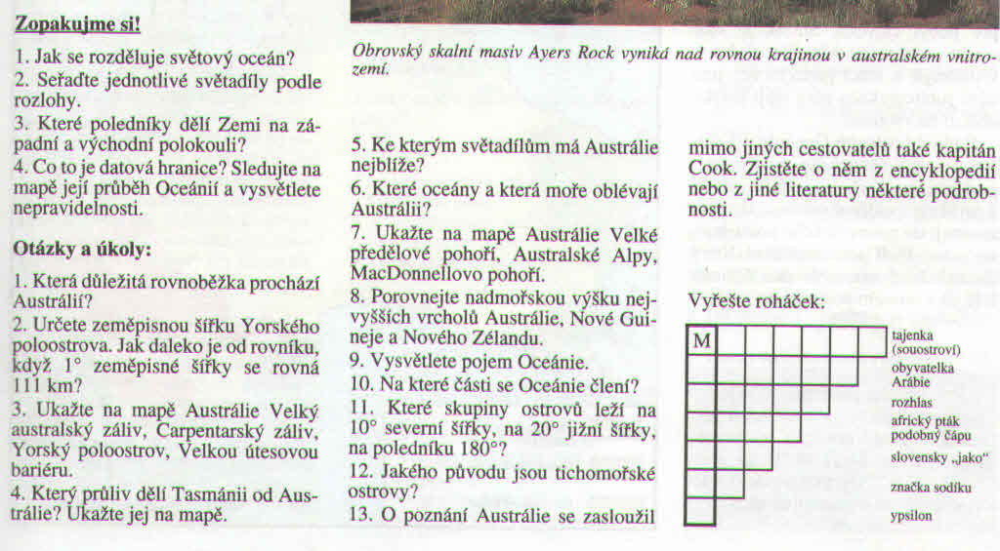 Zopakujme si!
1. Jak se rozděluje světový oceán?
2. Seřaďte jednotlivé světadíly podle
rozlohy.
3. Které poledníky dělí Zemi na zá-
padní a východní polokouli?
4. Co to je datová hranice? Sledujte na
mapě její průběh Oceánií a vysvětlete
nepravidelnosti.
Otázky a úkoly:
1. Která důležitá rovnoběžka prochází
Austrálií?
2. Určete zeměpisnou šířku Yorského
poloostrova. Jak daleko je od rovníku,
když 1° zeměpisné šířky se rovná
111 km?
3. Ukažte na mapě Austrálie Velký
australský záliv, Carpentarský záliv,
Yorský poloostrov, Velkou útesovou
bariéru.
4. Který průliv dělí Tasmánii od Aus-
trálie? Ukažte jej na mapě.
Obrovský skalní masiv Ayers Rock vyniká nad rovnou krajinou v australském vnitro-
zemí.
5. Ke kterým světadílům má Austrálie
nejblíže?
6. Které oceány a která moře oblévají
Austrálii?
7. Ukažte na mapě Austrálie Velké
předělové pohoří, Australské Alpy,
MacDonnellovo pohoří.
8. Porovnejte nadmořskou výšku nej-
vyšších vrcholů Austrálie, Nové Gui-
neje a Nového Zélandu.
9. Vysvětlete pojem Oceánie.
10. Na které části se Oceánie člení?
11. Které skupiny ostrovů leží na
10° severní šířky, na 20° jižní šířky,
na poledníku 180°?
12. Jakého původu jsou tichomořské
ostrovy?
13. O poznání Austrálie se zasloužil
mimo jiných cestovatelů také kapitán
Cook. Zjistěte o něm z encyklopedií
nebo z jiné literatury některé podrob-
nosti.
Vyřešte roháček:
M
tajenka
(souostroví)
obyvatelka
Arábie
rozhlas
africký pták
podobný čápu
slovensky „jako“
značka sodíku
ypsilon